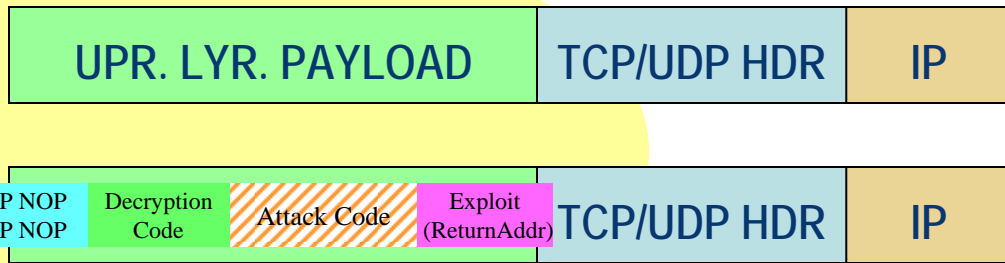 UPR. LYR. PAYLOAD TCP/UDP HDR IP
P NOP
P NOP
Decryption
Code
Attack Code
Exploit
(ReturnAddr)
TCP/UDP HDR IP